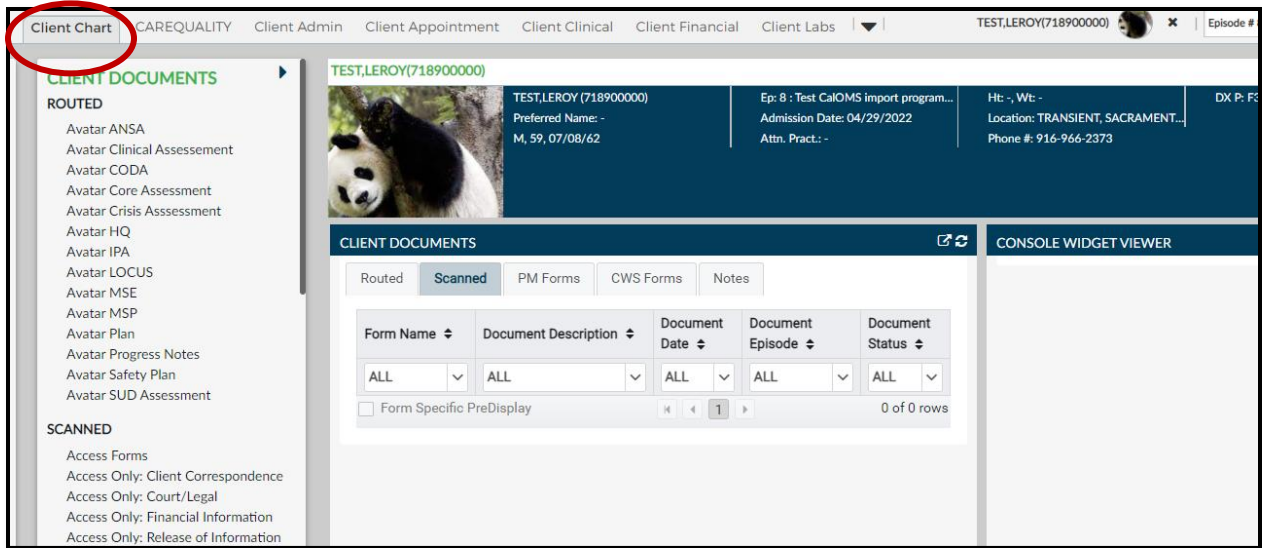 Client Chart CAREQUALITY Client Admin Client Appointment Client Clinical Client Financial Client Labs TEST,LEROY(718900000) Episode #
CLIENT DOCUMENTS
ROUTED
Avatar ANSA
Avatar Clinical Assessement
Avatar CODA
Avatar Core Assessment
Avatar Crisis Asssessment
Avatar HQ
Avatar IPA
Avatar LOCUS
Avatar MSE
Avatar MSP
Avatar Plan
Avatar Progress Notes
Avatar Safety Plan
Avatar SUD Assessment
SCANNED
Access Forms
Access Only: Client Correspondence
Access Only: Court/Legal
Access Only: Financial Information
Access Only: Release of Information
TEST,LEROY(718900000)
TEST,LEROY (718900000)
Preferred Name: -
M, 59, 07/08/62
Ep: 8 : Test CalOMS import program...
Admission Date: 04/29/2022
Attn. Pract.: -
Ht: -, Wt: -
Location: TRANSIENT, SACRAMENT...
Phone #: 916-966-2373
DX P: F3
CLIENT DOCUMENTS
Routed Scanned PM Forms CWS Forms Notes
Form Name Document Description Document Date Document Episode Document Status
ALL ALL ALL ALL ALL
Form Specific PreDisplay 1 0 of 0 rows
CONSOLE WIDGET VIEWER